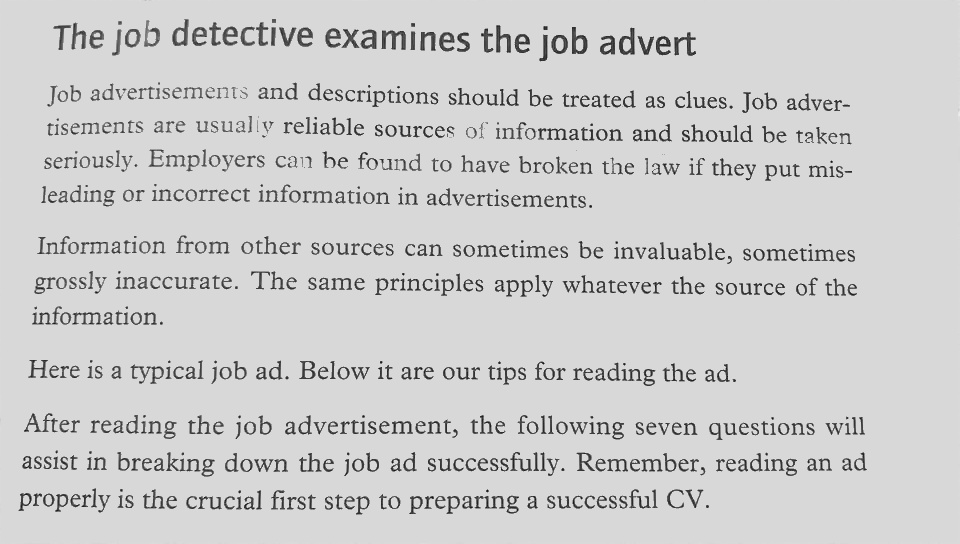 The job detective examines the job advert
Job advertisements and descriptions should be treated as clues. Job adver-
tisements are usually reliable sources of information and should be taken
seriously. Employers can be found to have broken the law if they put mis-
leading or incorrect information in advertisements.
Information from other sources can sometimes be invaluable, sometimes
grossly inaccurate. The same principles apply whatever the source of the
information.
Here is a typical job ad. Below it are our tips for reading the ad.
After reading the job advertisement, the following seven questions will
assist in breaking down the job ad successfully. Remember, reading an ad
properly is the crucial first step to preparing a successful CV.